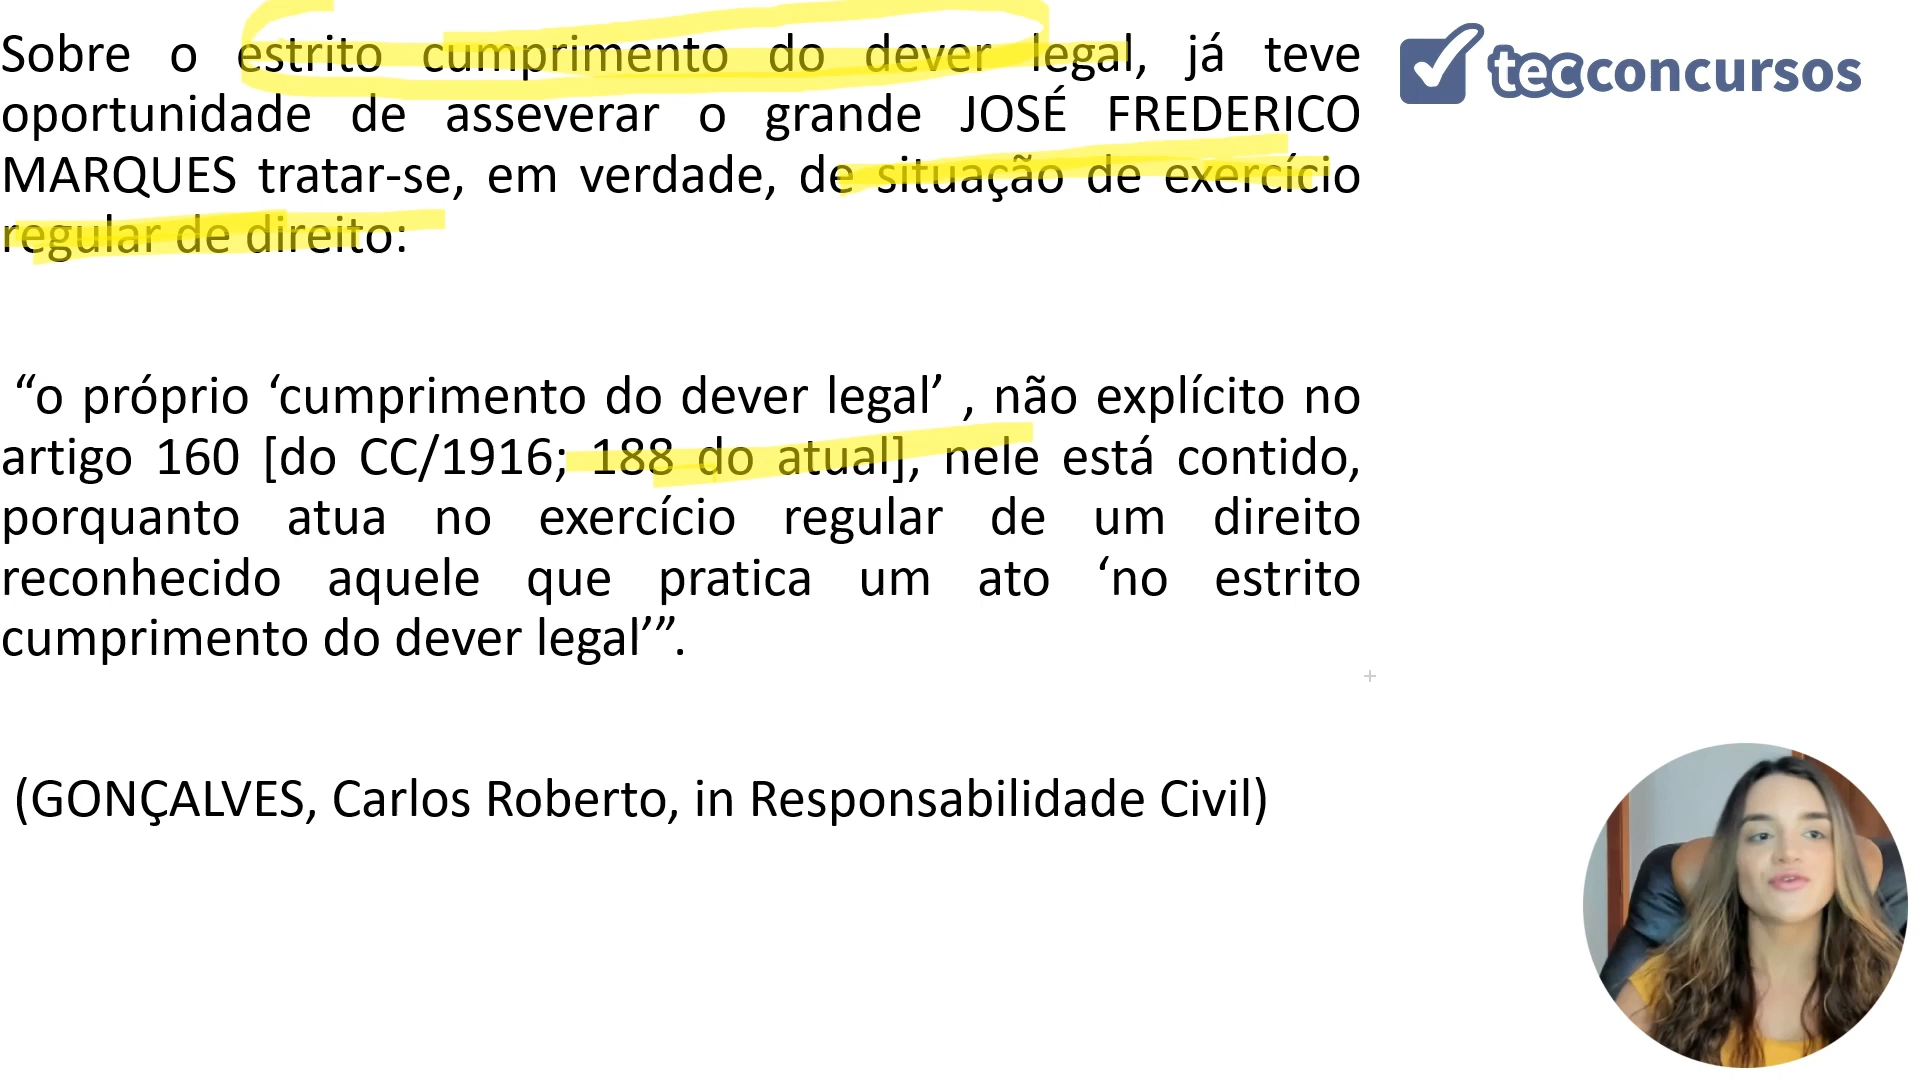 Sobre o estrito cumprimento do dever legal, já teve
oportunidade de asseverar o grande JOSÉ FREDERICO
MARQUES tratar-se, em verdade, de situação de exercício
regular de direito:
“o próprio ‘cumprimento do dever legal’ , não explícito no
artigo 160 [do CC/1916; 188 do atual], nele está contido,
porquanto atua no exercício regular de um direito
reconhecido aquele que pratica um ato ‘no estrito
cumprimento do dever legal’”.
(GONÇALVES, Carlos Roberto, in Responsabilidade Civil)
tecconcursos